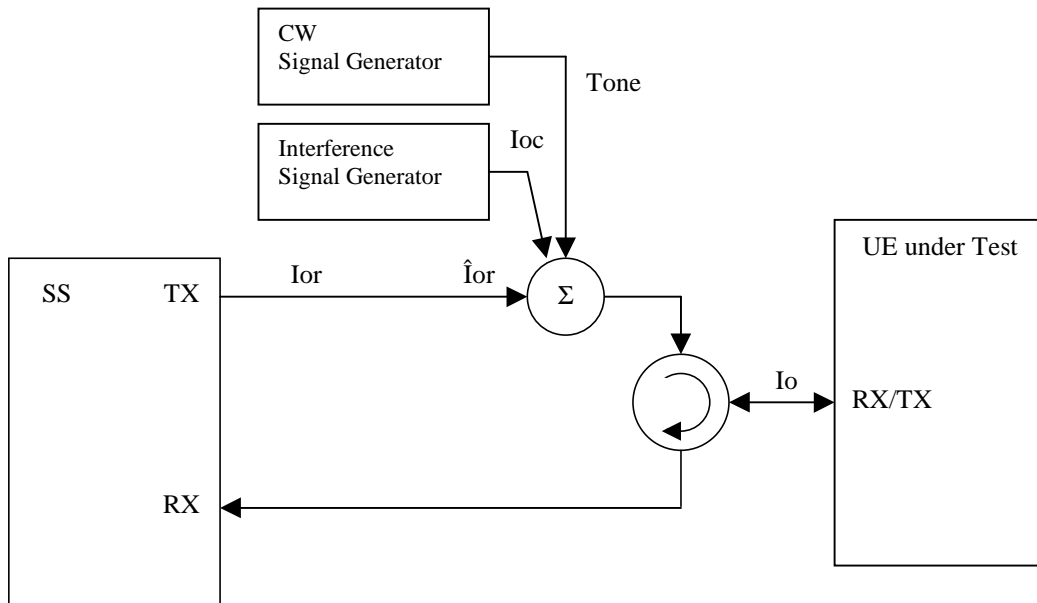 CW
Signal Generator
Tone
Interference
Signal Generator
Ioc
UE under Test
SS
TX
Ior
Îor
Σ
Io
RX/TX
RX